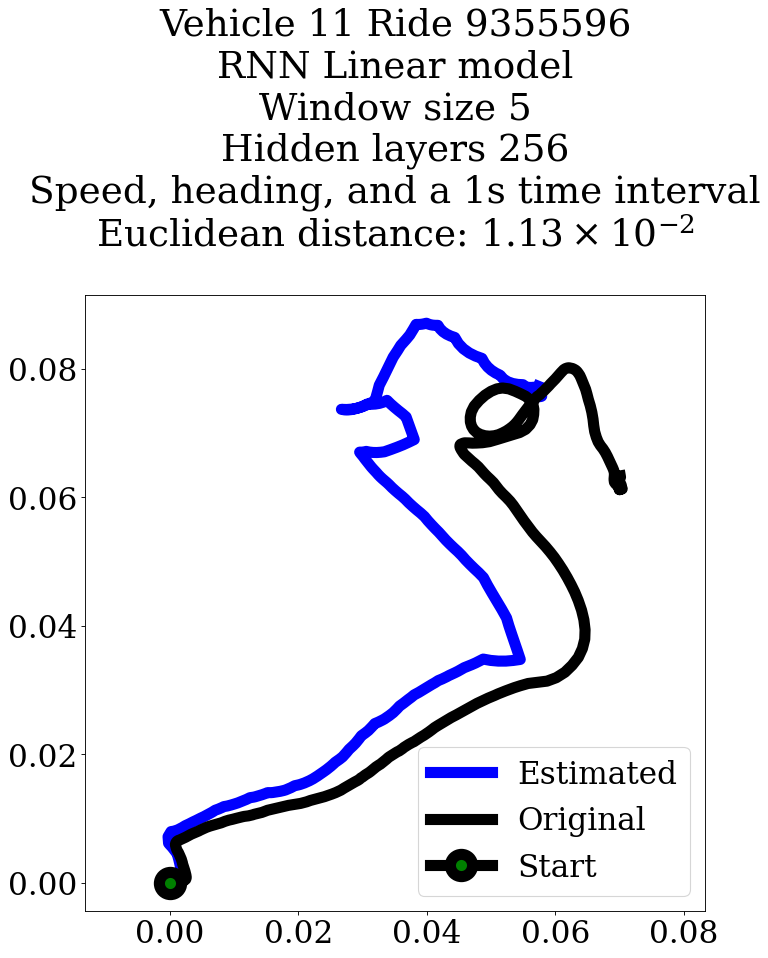 Vehicle 11 Ride 9355596
RNN Linear model
Window size 5
Hidden layers 256
Speed, heading, and a 1s time interval
Euclidean distance: 1.13 × 10⁻²
0.08
0.06
0.04
0.02
0.00
Estimated
Original
Start
0.00 0.02 0.04 0.06 0.08